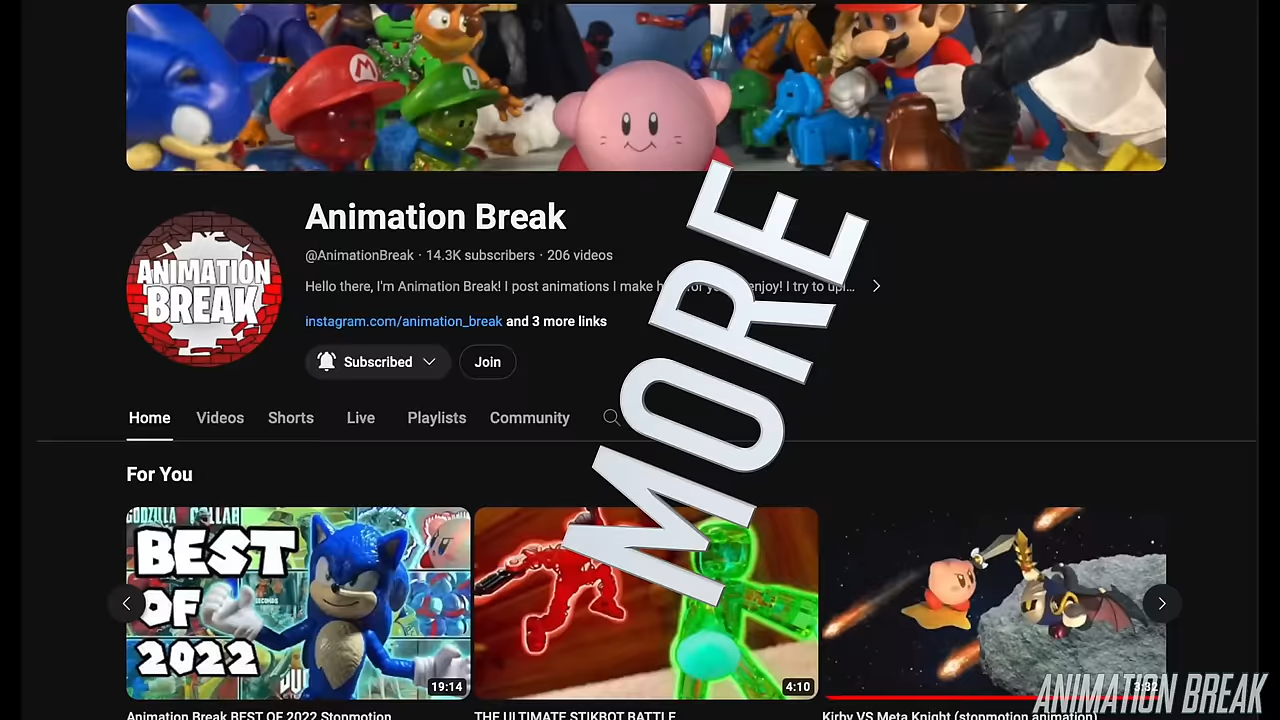 M
L
Animation Break
@AnimationBreak · 14.3K subscribers · 206 videos
Hello there, I'm Animation Break! I post animations I make enjoy! I try to upl...
instagram.com/animation_break and 3 more links
ANIMATION
BREAK
Subscribed
Join
MORE
Home
Videos
Shorts
Live
Playlists
Community
For You
GODZILLA COLLAB
BEST
OF
2022
19:14
4:10
3:32
ANIMATION BREAK
Animation Break BEST OF 2022 Stopmotion
THE ULTIMATE STIKBOT BATTLE
Kirby VS Meta Knight (stopmotion animation)